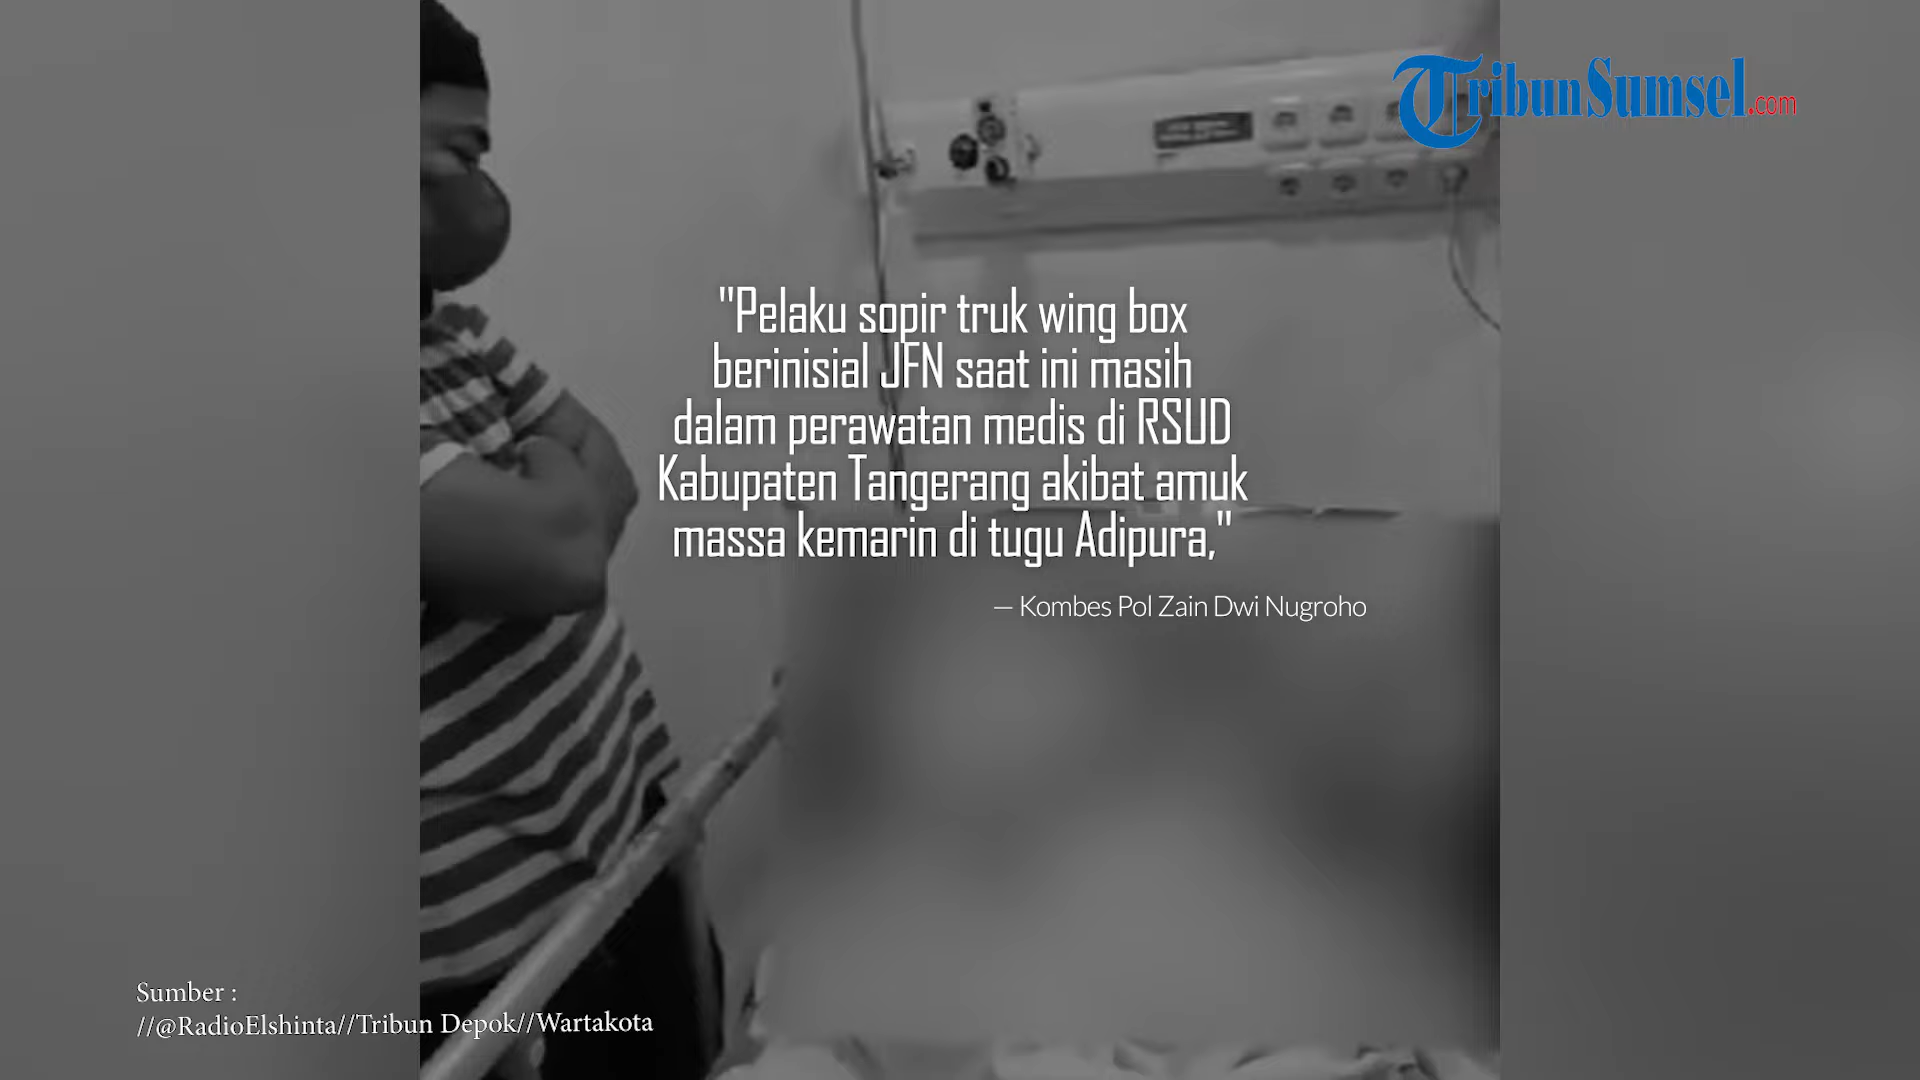 TribunSumsel.com
"Pelaku sopir truk wing box
berinisial JFN saat ini masih
dalam perawatan medis di RSUD
Kabupaten Tangerang akibat amuk
massa kemarin di tugu Adipura,"
— Kombes Pol Zain Dwi Nugroho
Sumber :
//@RadioElshinta//Tribun Depok//Wartakota